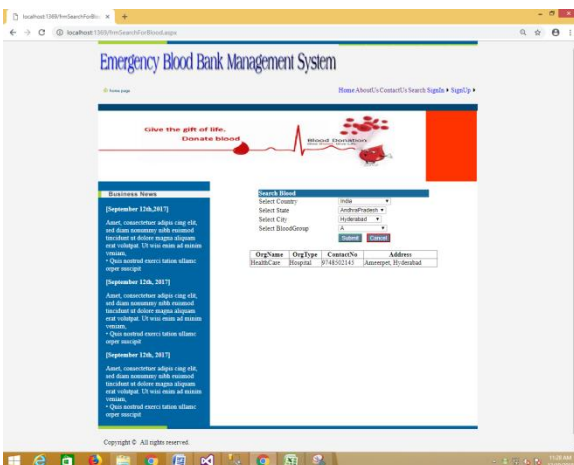 localhost:1369/frmSearchForBlo
localhost:1369/frmSearchForBlood.aspx
Emergency Blood Bank Management System
home page
Home AboutUs ContactUs Search SignIn SignUp
Give the gift of life.
Donate blood
Blood Donation
Business News
[September 12th,2017]
Amet, consectetuer adipis cing elit,
sed diam nonummy nibh euismod
tincidunt ut dolore magna aliquam
erat volutpat. Ut wisi enim ad minim
veniam,
• Quis nostrud exerci tation ullamc
orper suscipit
[September 12th, 2017]
Amet, consectetuer adipis cing elit,
sed diam nonummy nibh euismod
tincidunt ut dolore magna aliquam
erat volutpat. Ut wisi enim ad minim
veniam,
• Quis nostrud exerci tation ullamc
orper suscipit
[September 12th, 2017]
Amet, consectetuer adipis cing elit,
sed diam nonummy nibh euismod
tincidunt ut dolore magna aliquam
erat volutpat. Ut wisi enim ad minim
veniam,
• Quis nostrud exerci tation ullamc
orper suscipit
Search Blood
Select Country India
Select State AndhraPradesh
Select City Hyderabad
Select BloodGroup A
Submit Cancel
OrgName OrgType ContactNo Address
HealthCare Hospital 9748502145 Ameerpet, Hyderabad
Copyright © All rights reserved.
11:28 AM